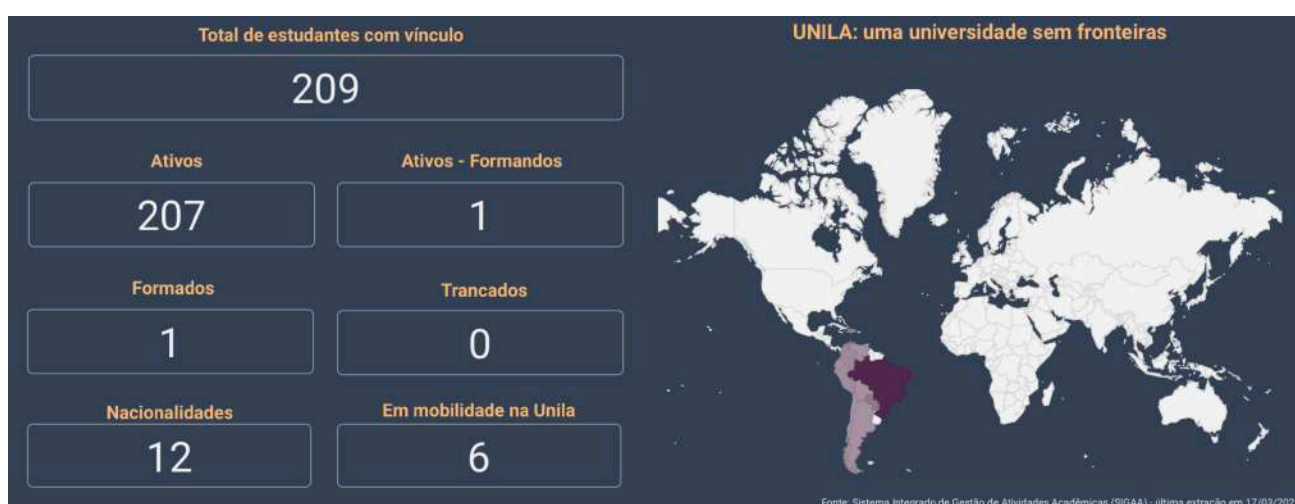 Total de estudantes com vínculo
209
Ativos
207
Ativos - Formandos
1
Formados
1
Trancados
0
Nacionalidades
12
Em mobilidade na Unila
6
UNILA: uma universidade sem fronteiras
Fonte: Sistema Integrado de Gestão de Atividades Acadêmicas (SIGAA) - última extração em 17/03/202